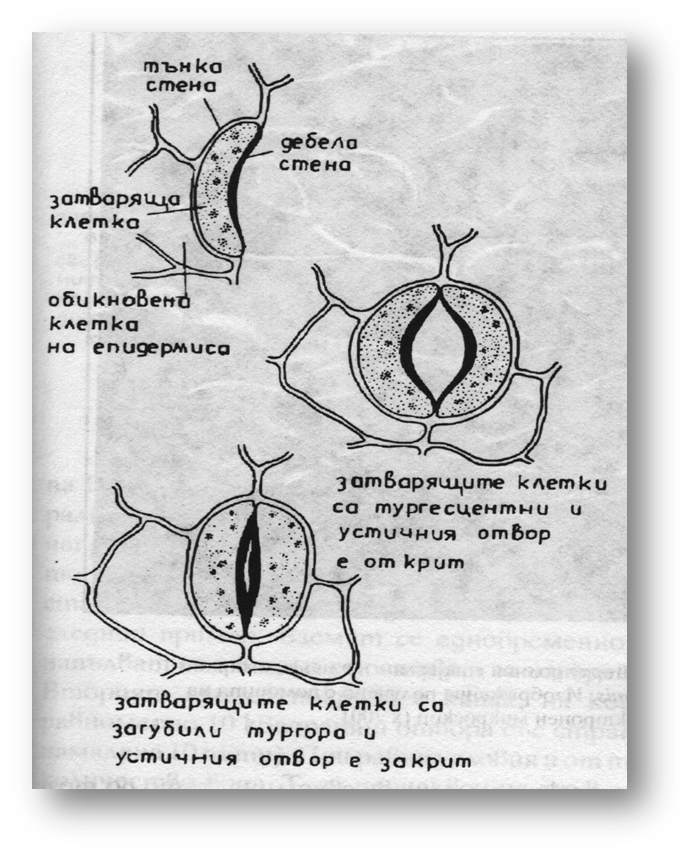 тънка
стена
дебела
стена
затваряща
клетка
обикновена
клетка
на епидермиса
затварящите клетки
са тургесцентни и
устичния отвор
е открит
затварящите клетки са
загубили тургора и
устичния отвор е закрит